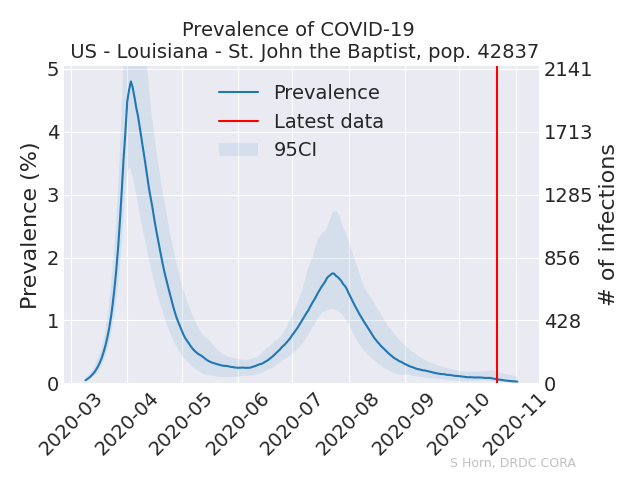 Prevalence of COVID-19
US - Louisiana - St. John the Baptist, pop. 42837
Prevalence
Latest data
95CI
Prevalence (%)
5
4
3
2
1
0
2141
1713
1285
856
428
0
# of infections
2020-03
2020-04
2020-05
2020-06
2020-07
2020-08
2020-09
2020-10
2020-11
S Horn, DRDC CORA